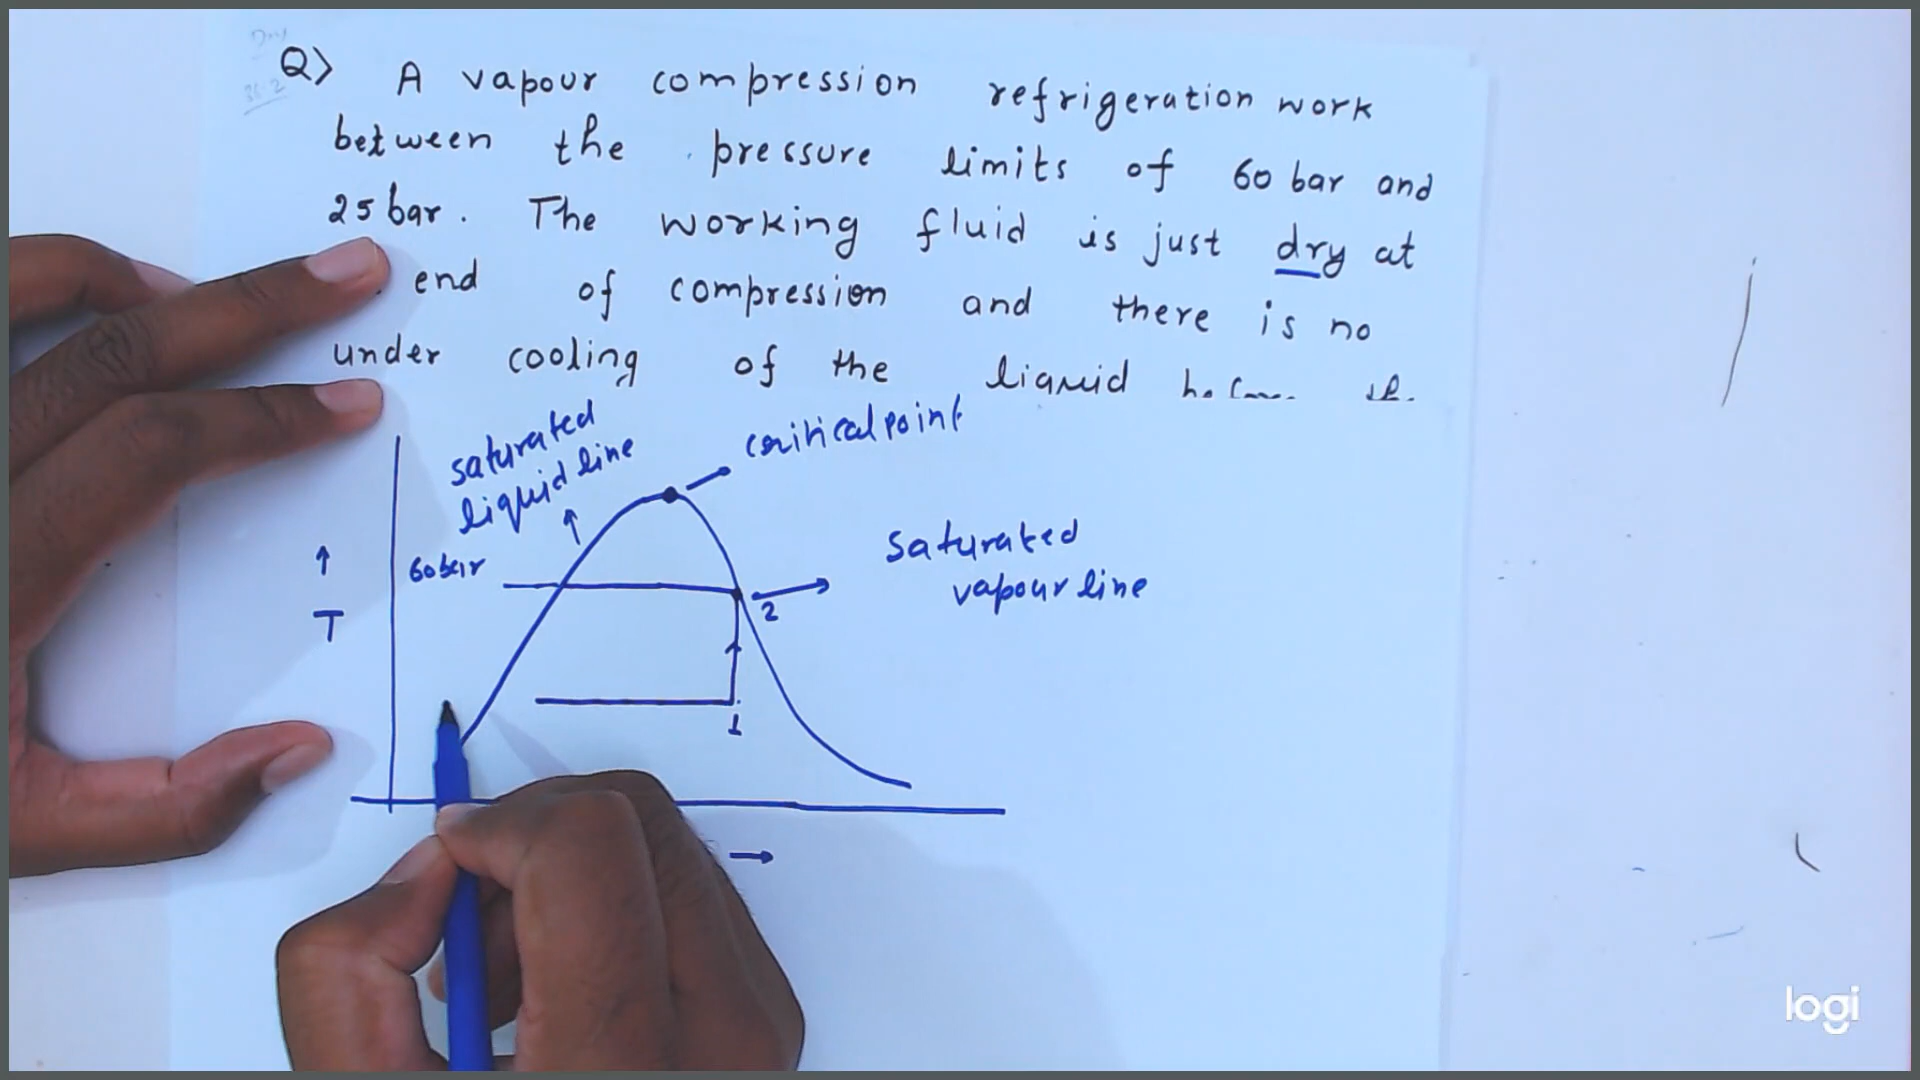 Q> A vapour compression refrigeration work
between the pressure limits of 60 bar and
25 bar. The working fluid is just dry at
end of compression and there is no
under cooling of the liquid
saturated
liquid line
critical point
60 bar
saturated
vapour line
2
↑
T
1
→
logi